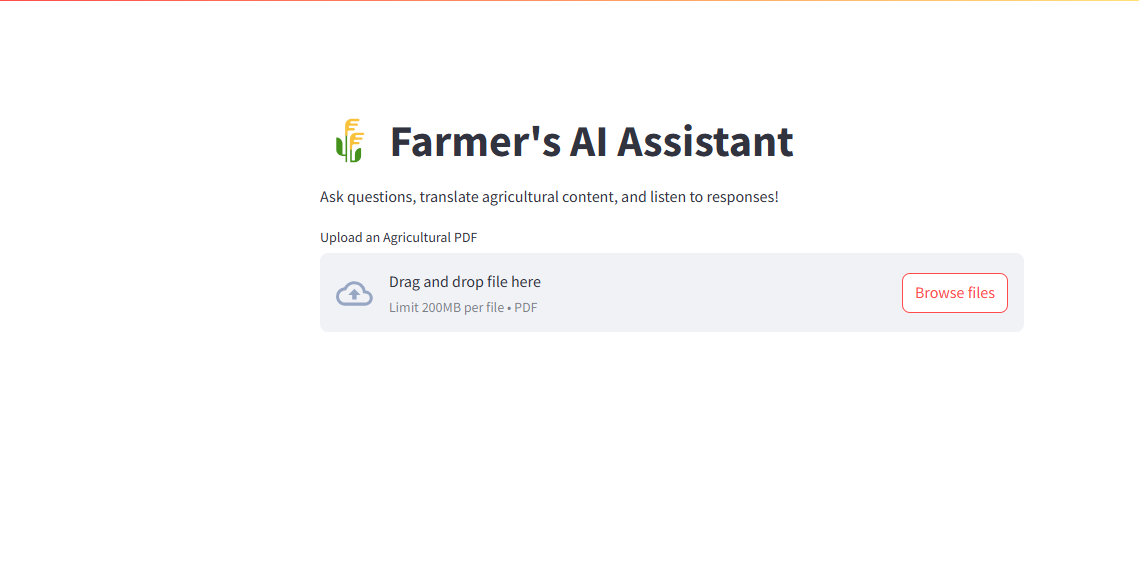 Farmer's AI Assistant
Ask questions, translate agricultural content, and listen to responses!
Upload an Agricultural PDF
Drag and drop file here
Limit 200MB per file • PDF
Browse files